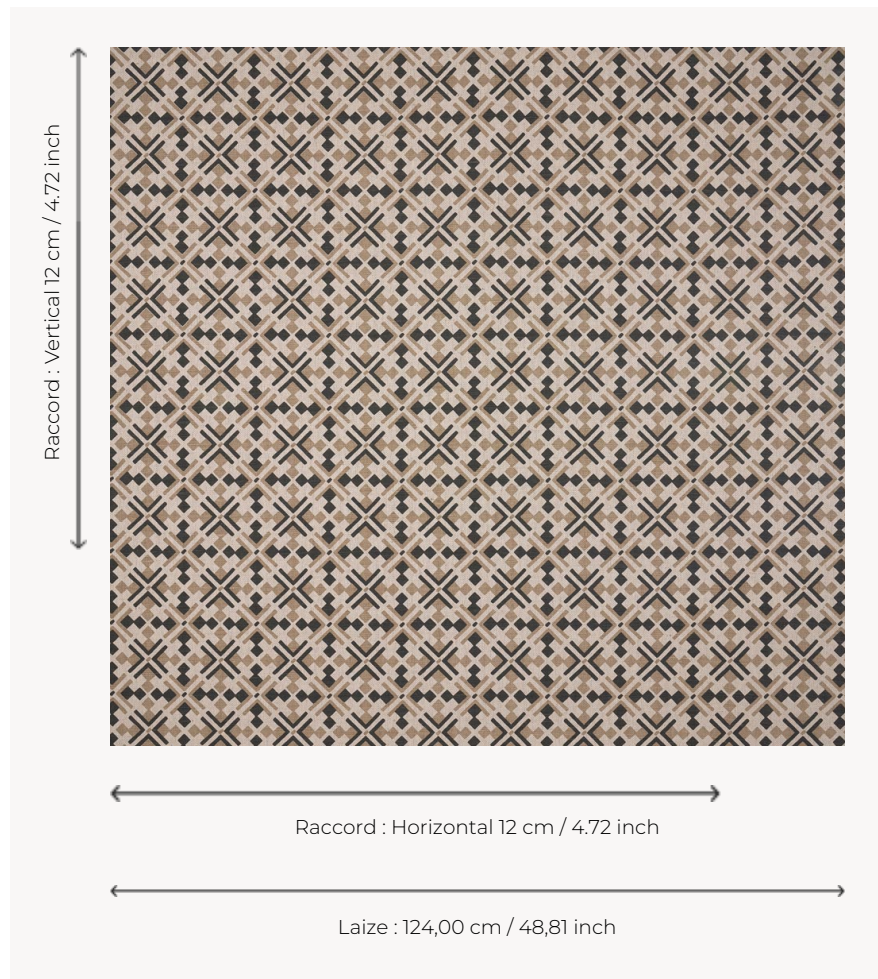 Raccord : Vertical 12 cm / 4.72 inch
Raccord : Horizontal 12 cm / 4.72 inch
Laize : 124,00 cm / 48,81 inch